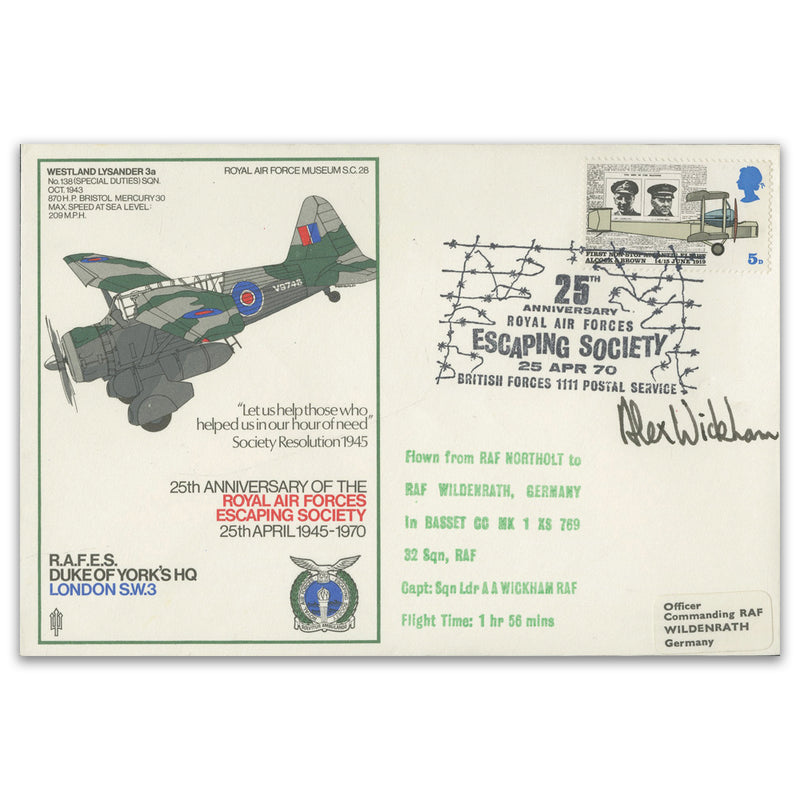 WESTLAND LYSANDER 3a
No. 138 (SPECIAL DUTIES) SQN.
OCT. 1943
870 H.P. BRISTOL MERCURY 30
MAX. SPEED AT SEA LEVEL:
209 M.P.H.
ROYAL AIR FORCE MUSEUM S.C. 28
V9748
"Let us help those who
helped us in our hour of need"
Society Resolution 1945
25th ANNIVERSARY OF THE
ROYAL AIR FORCES
ESCAPING SOCIETY
25th APRIL 1945-1970
R.A.F.E.S.
DUKE OF YORK'S HQ
LONDON S.W.3
5D
FIRST NON-STOP
ALCOCK & BROWN 14/15 JUNE 1919
25TH
ANNIVERSARY
ROYAL AIR FORCES
ESCAPING SOCIETY
25 APR 70
BRITISH FORCES 1111 POSTAL SERVICE
Alex Wickham
Flown from RAF NORTHOLT to
RAF WILDENRATH, GERMANY
in BASSET CC MK 1 XS 769
32 Sqn, RAF
Capt: Sqn Ldr A A WICKHAM RAF
Flight Time: 1 hr 56 mins
Officer
Commanding RAF
WILDENRATH
Germany